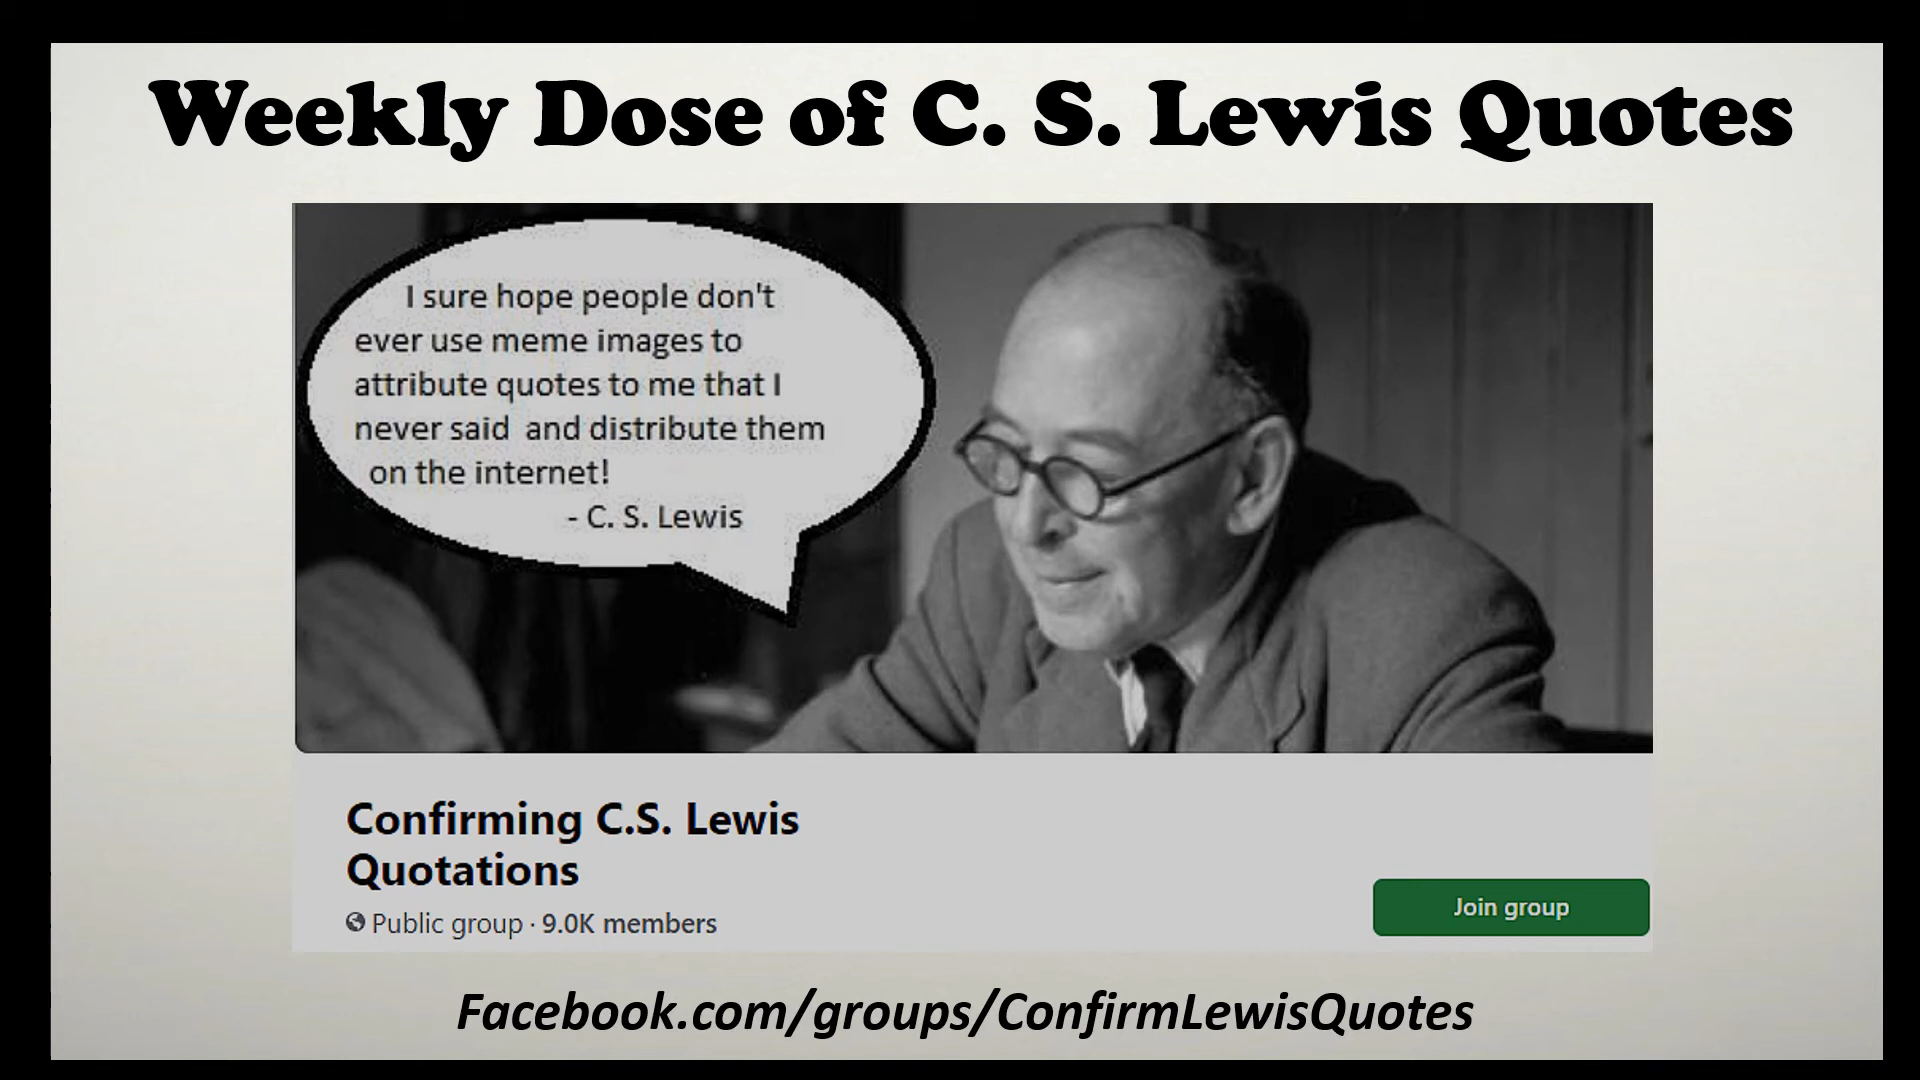 Weekly Dose of C. S. Lewis Quotes
I sure hope people don't
ever use meme images to
attribute quotes to me that I
never said and distribute them
on the internet!
- C. S. Lewis
Confirming C.S. Lewis
Quotations
Public group · 9.0K members
Join group
Facebook.com/groups/ConfirmLewisQuotes